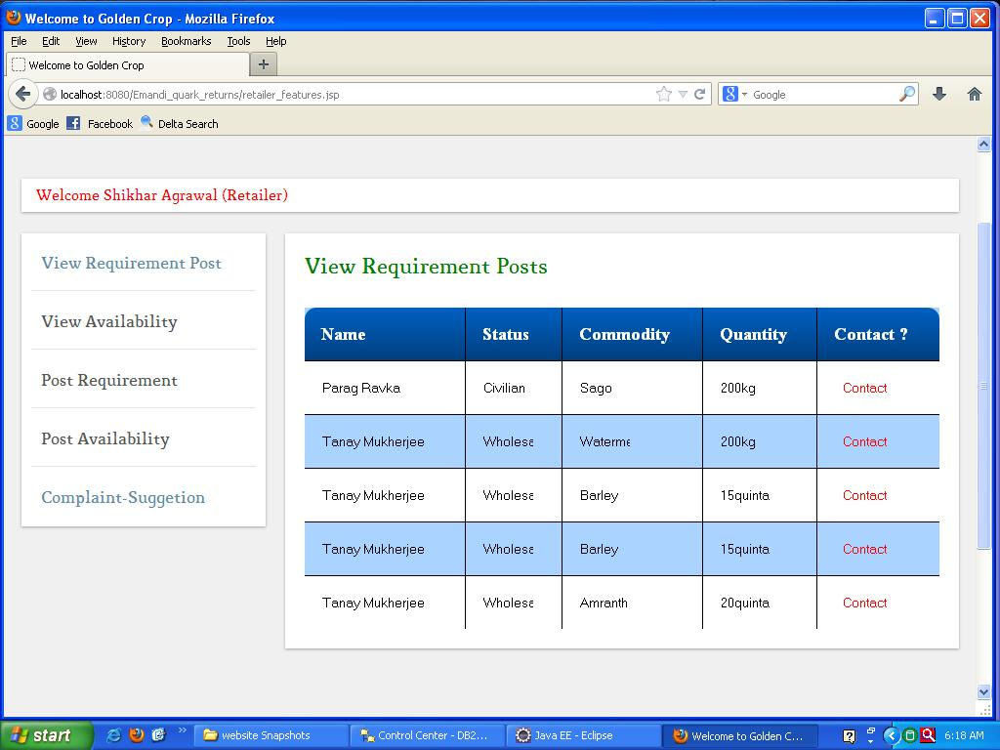 Welcome to Golden Crop - Mozilla Firefox
File Edit View History Bookmarks Tools Help
Welcome to Golden Crop
localhost:8080/Emandi_quark_returns/retailer_features.jsp
Google
Google Facebook Delta Search
Welcome Shikhar Agrawal (Retailer)
View Requirement Post
View Availability
Post Requirement
Post Availability
Complaint-Suggetion
View Requirement Posts
Name Status Commodity Quantity Contact ?
Parag Ravka Civilian Sago 200kg Contact
Tanay Mukherjee Wholesa Waterme 200kg Contact
Tanay Mukherjee Wholesa Barley 15quinta Contact
Tanay Mukherjee Wholesa Barley 15quinta Contact
Tanay Mukherjee Wholesa Amranth 20quinta Contact
start website Snapshots Control Center - DB2... Java EE - Eclipse Welcome to Golden C... 6:18 AM